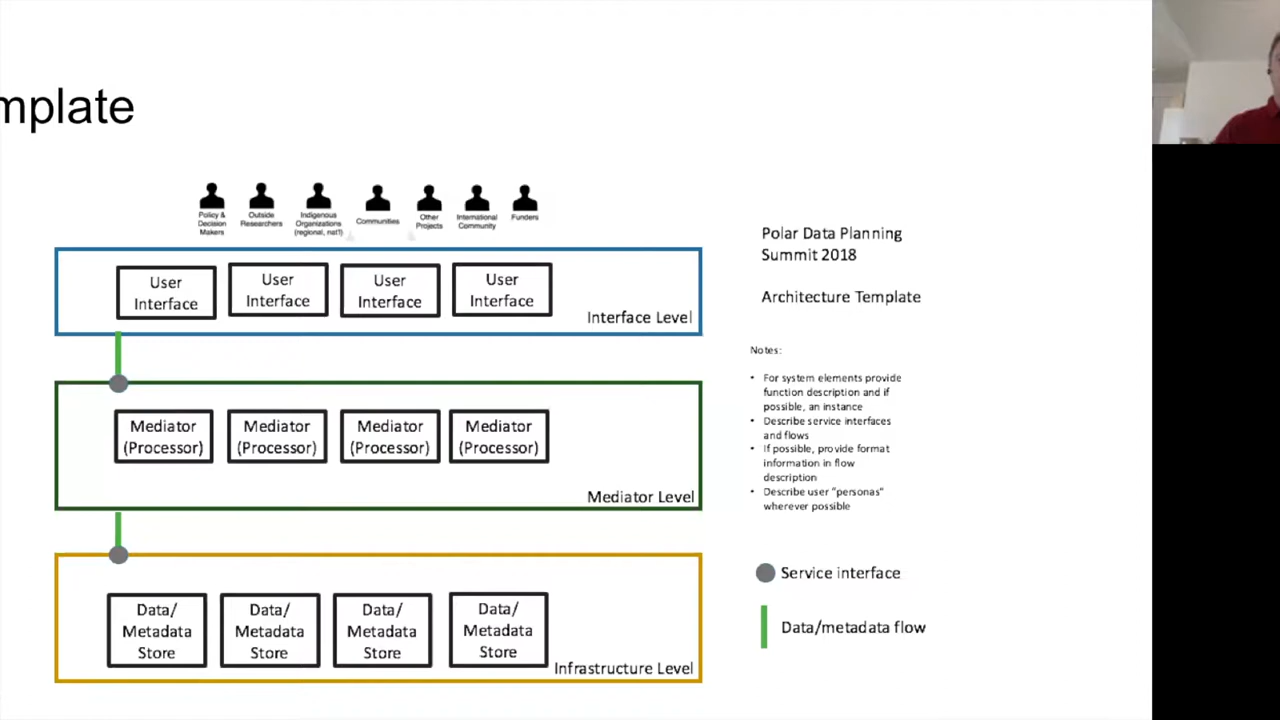 mplate
Policy &
Decision
Makers
Outside
Researchers
Indigenous
Organizations
(regional, nat'l)
Communities
Other
Projects
International
Community
Funders
User
Interface
User
Interface
User
Interface
User
Interface
Interface Level
Mediator
(Processor)
Mediator
(Processor)
Mediator
(Processor)
Mediator
(Processor)
Mediator Level
Data/
Metadata
Store
Data/
Metadata
Store
Data/
Metadata
Store
Data/
Metadata
Store
Infrastructure Level
Polar Data Planning
Summit 2018
Architecture Template
Notes:
• For system elements provide
function description and if
possible, an instance
• Describe service interfaces
and flows
• If possible, provide format
information in flow
description
• Describe user "personas"
wherever possible
Service interface
Data/metadata flow